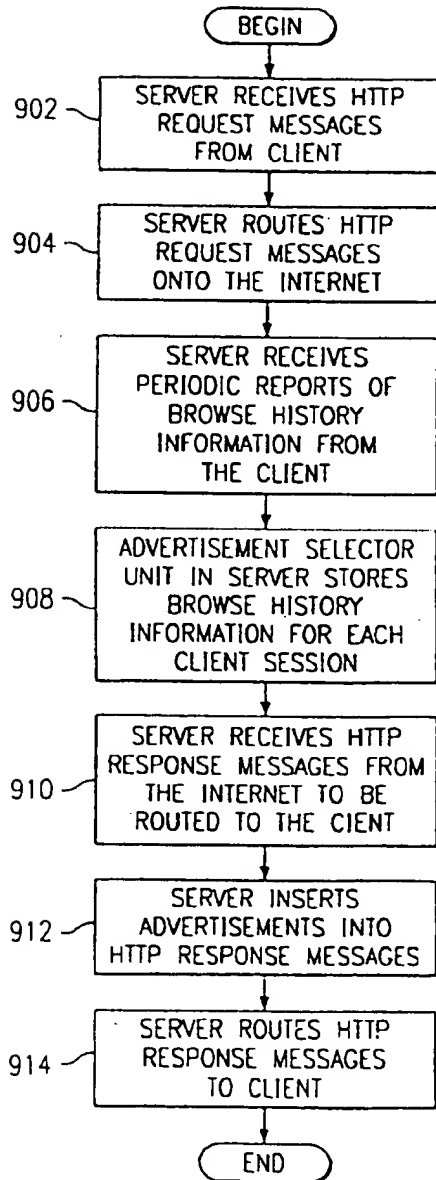 BEGIN
902
SERVER RECEIVES HTTP
REQUEST MESSAGES
FROM CLIENT
904
SERVER ROUTES HTTP
REQUEST MESSAGES
ONTO THE INTERNET
906
SERVER RECEIVES
PERIODIC REPORTS OF
BROWSE HISTORY
INFORMATION FROM
THE CLIENT
908
ADVERTISEMENT SELECTOR
UNIT IN SERVER STORES
BROWSE HISTORY
INFORMATION FOR EACH
CLIENT SESSION
910
SERVER RECEIVES HTTP
RESPONSE MESSAGES FROM
THE INTERNET TO BE
ROUTED TO THE CIENT
912
SERVER INSERTS
ADVERTISEMENTS INTO
HTTP RESPONSE MESSAGES
914
SERVER ROUTES HTTP
RESPONSE MESSAGES
TO CLIENT
END